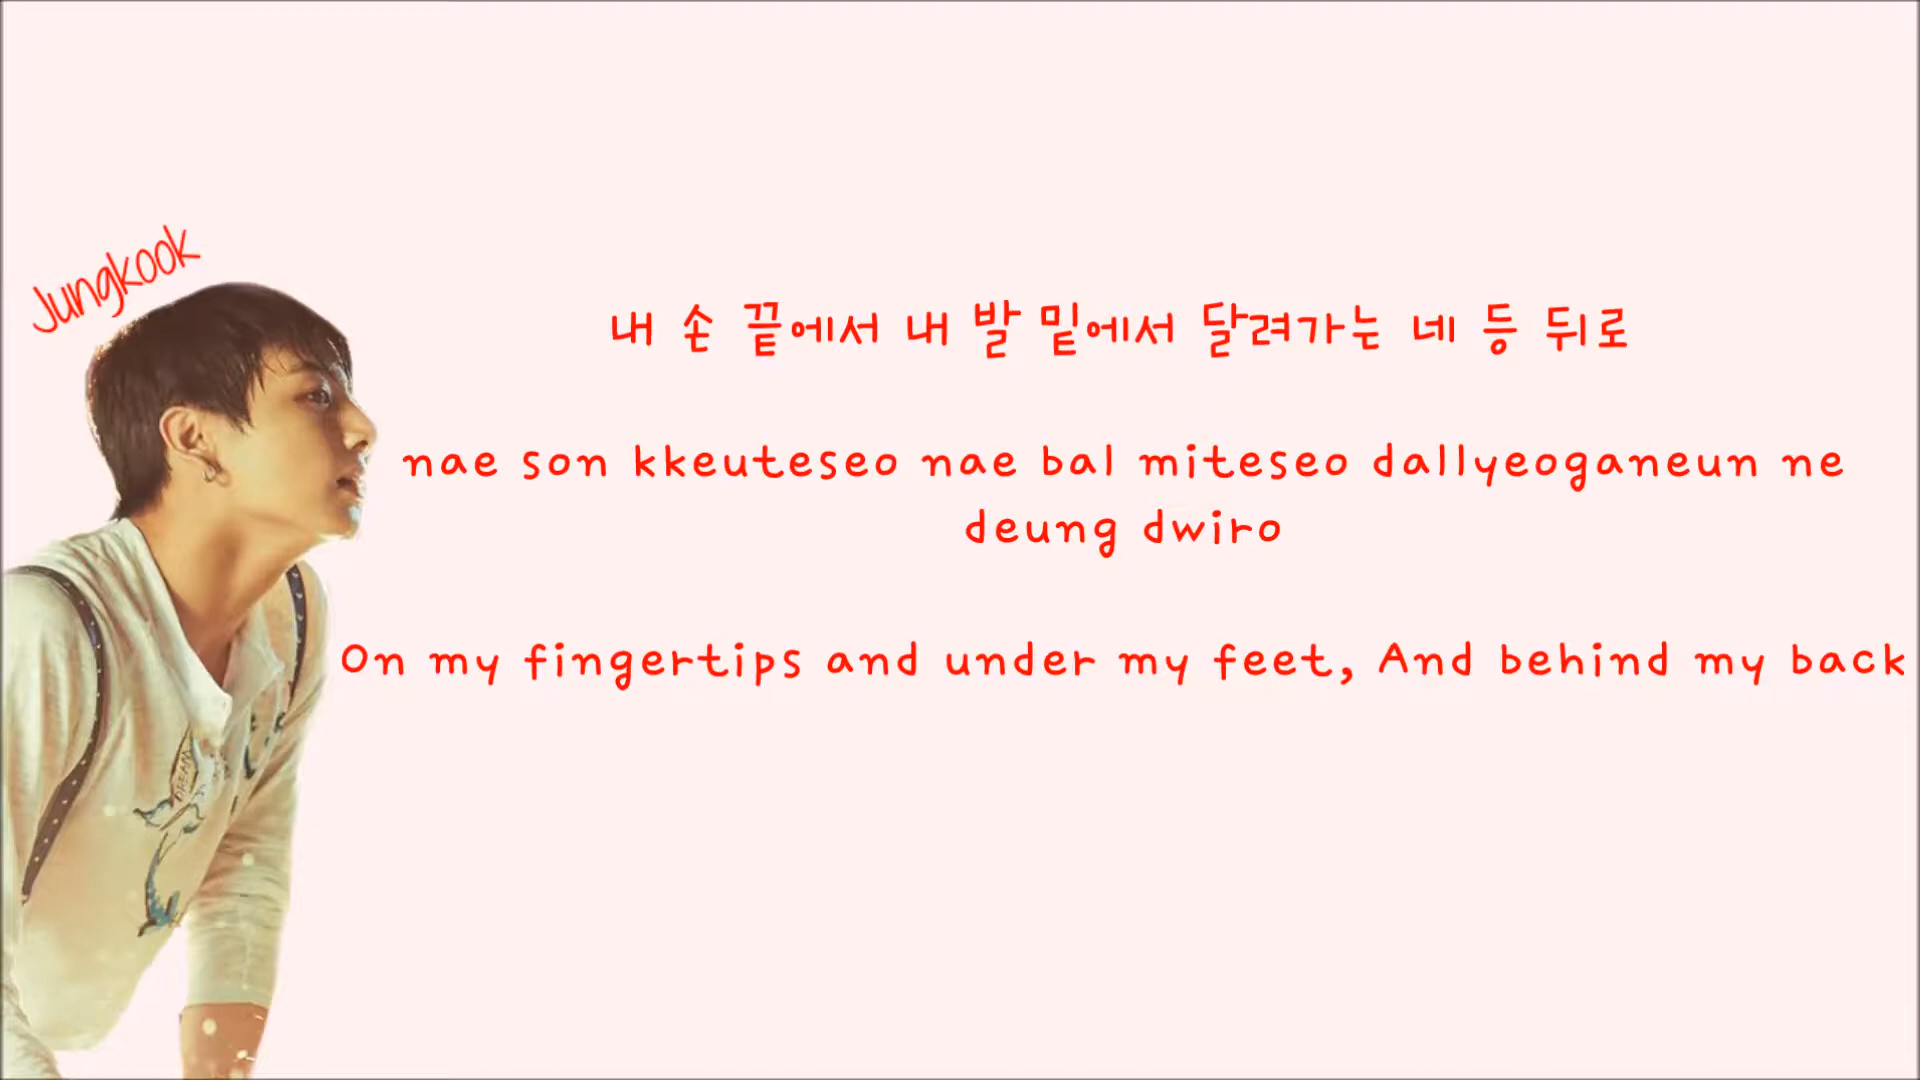 Jungkook
내 손 끝에서 내 발 밑에서 달려가는 네 등 뒤로
nae son kkeuteseo nae bal miteseo dallyeoganeun ne
deung dwiro
On my fingertips and under my feet, And behind my back
DREAM